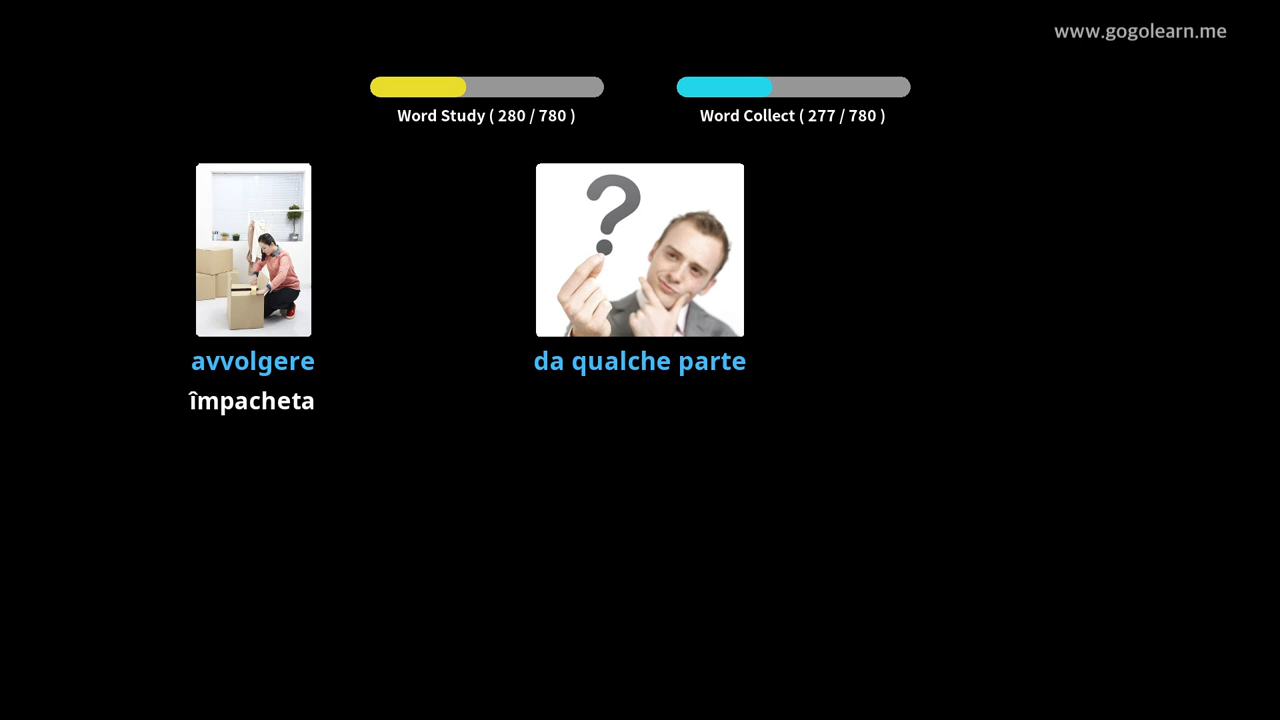 www.gogolearn.me
Word Study ( 280 / 780 )
Word Collect ( 277 / 780 )
avvolgere
împacheta
da qualche parte